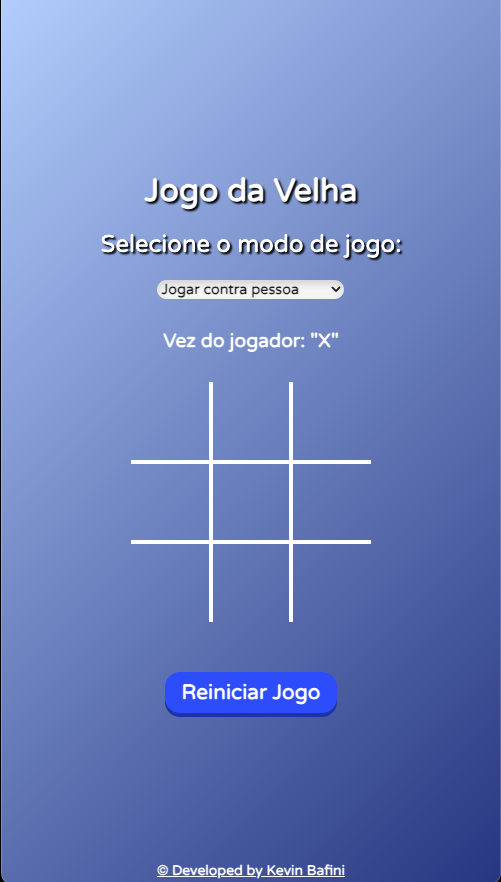 Jogo da Velha
Selecione o modo de jogo:
Jogar contra pessoa
Vez do jogador: "X"
Reiniciar Jogo
© Developed by Kevin Bafini